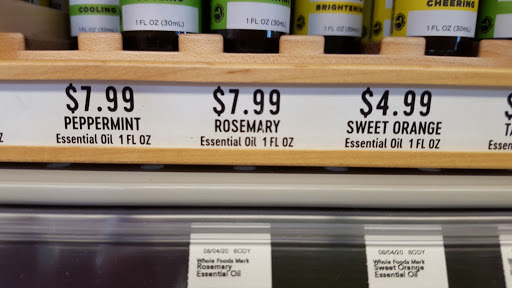 COOLING
1 FL OZ (30mL)
1 FL OZ (30mL)
BRIGHTENING
1 FL OZ (30mL)
CHEERING
1 FL OZ (30mL)
$7.99
PEPPERMINT
Essential Oil 1 FL OZ
$7.99
ROSEMARY
Essential Oil 1 FL OZ
$4.99
SWEET ORANGE
Essential Oil 1 FL OZ
08/04/20 BODY
Whole Foods Mark
Rosemary
Essential Oil
08/04/20 BODY
Whole Foods Mark
Sweet Orange
Essential Oil